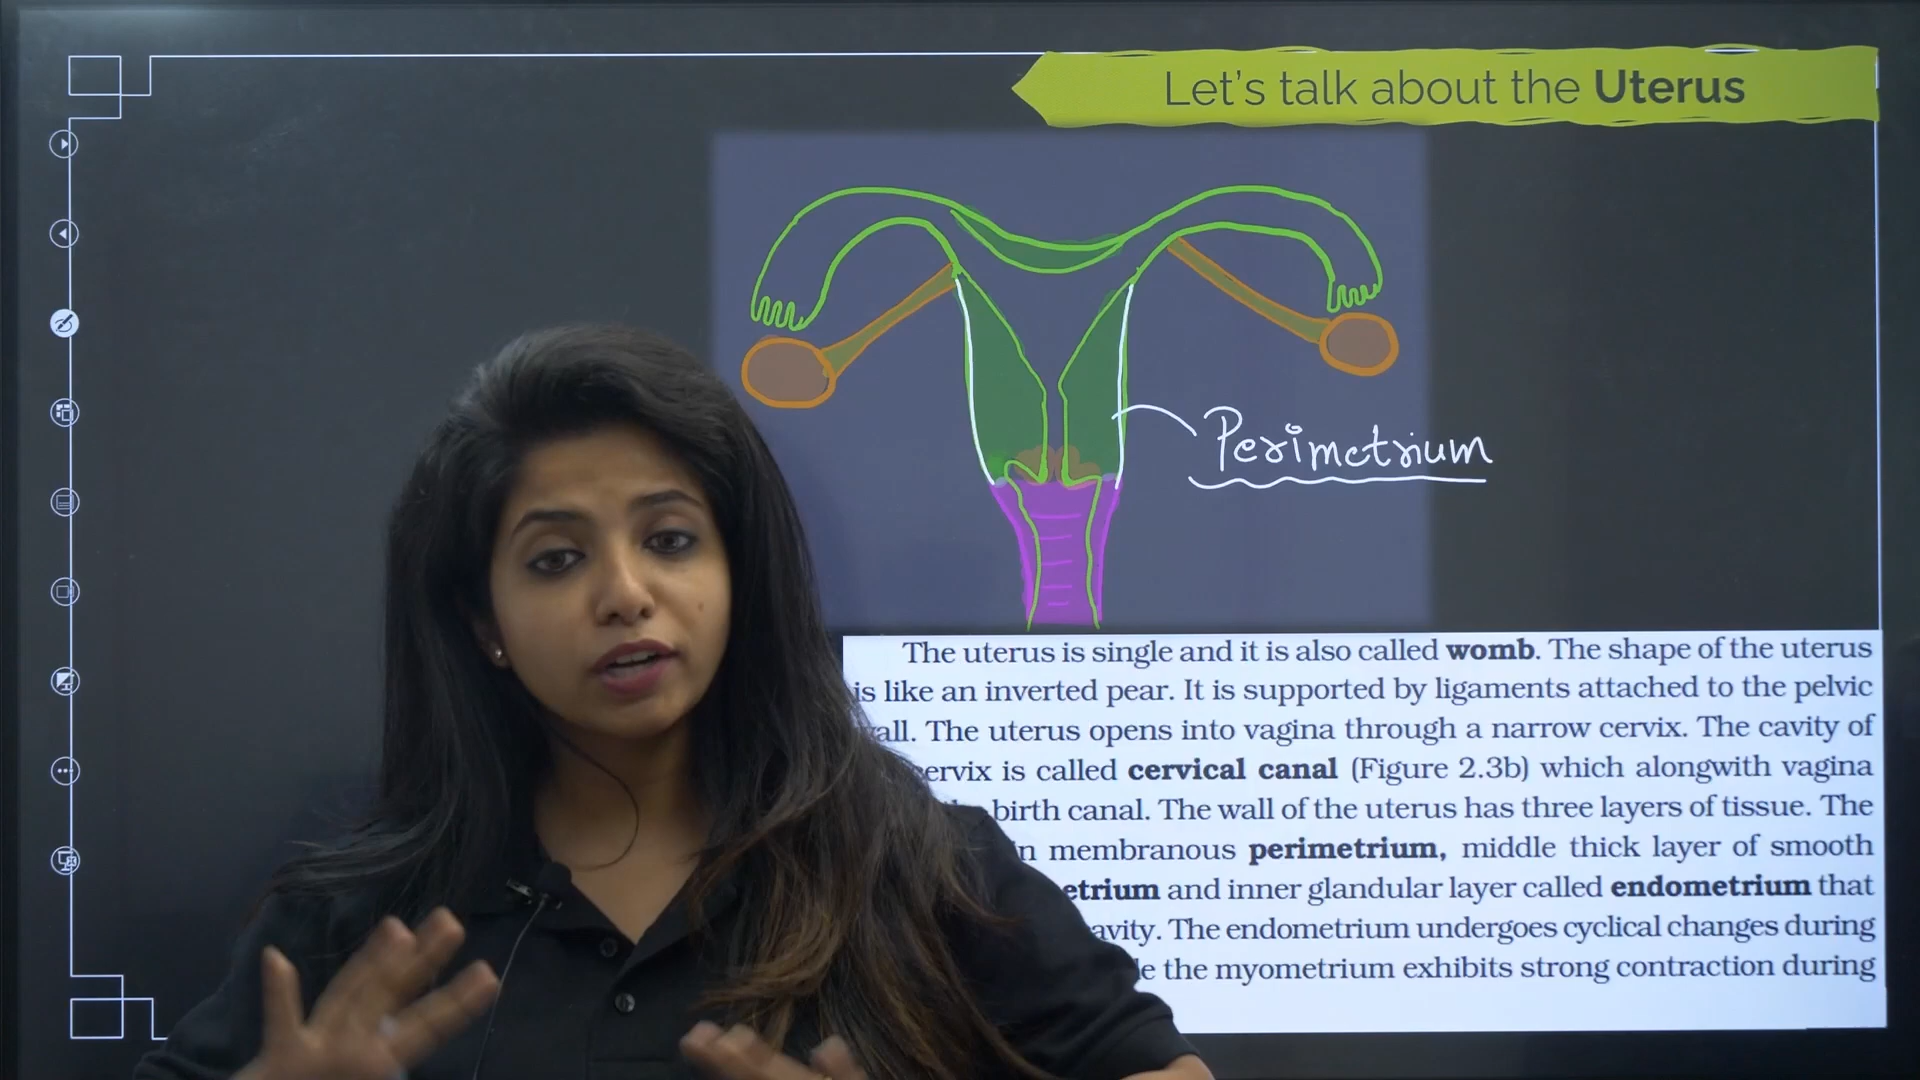 Let's talk about the Uterus
Perimetrium
The uterus is single and it is also called womb. The shape of the uterus
is like an inverted pear. It is supported by ligaments attached to the pelvic
all. The uterus opens into vagina through a narrow cervix. The cavity of
ervix is called cervical canal (Figure 2.3b) which alongwith vagina
birth canal. The wall of the uterus has three layers of tissue. The
n membranous perimetrium, middle thick layer of smooth
etrium and inner glandular layer called endometrium that
avity. The endometrium undergoes cyclical changes during
e the myometrium exhibits strong contraction during